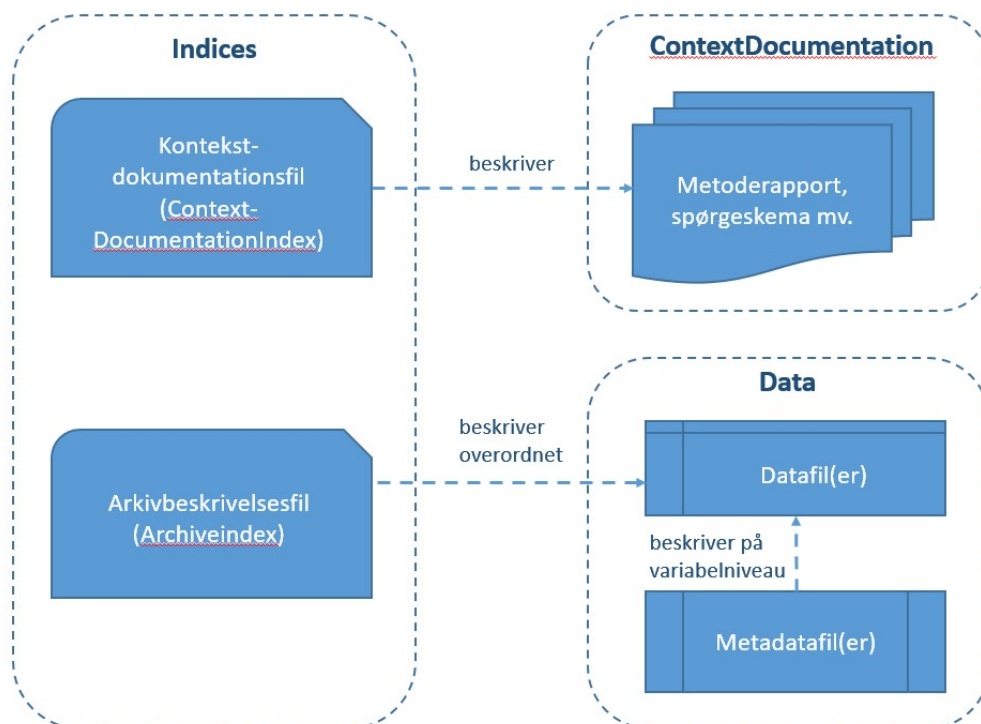 Indices
Kontekst-
dokumentationsfil
(Context-
DocumentationIndex)
Arkivbeskrivelsesfil
(Archiveindex)
beskriver
beskriver
overordnet
ContextDocumentation
Metoderapport,
spørgeskema mv.
Data
Datafil(er)
beskriver på
variabelniveau
Metadatafil(er)